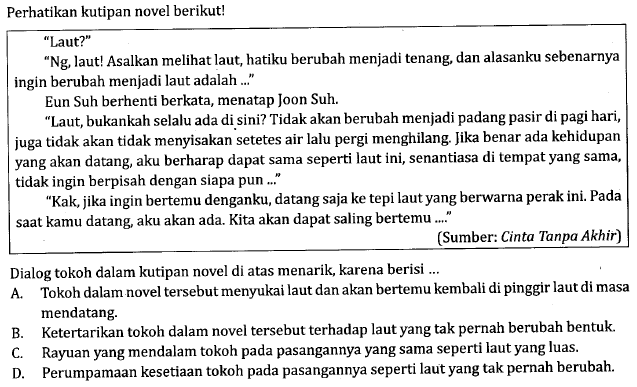 Perhatikan kutipan novel berikut!
"Laut?"
"Ng, laut! Asalkan melihat laut, hatiku berubah menjadi tenang, dan alasanku sebenarnya
ingin berubah menjadi laut adalah ..."
Eun Suh berhenti berkata, menatap Joon Suh.
"Laut, bukankah selalu ada di sini? Tidak akan berubah menjadi padang pasir di pagi hari,
juga tidak akan tidak menyisakan setetes air lalu pergi menghilang. Jika benar ada kehidupan
yang akan datang, aku berharap dapat sama seperti laut ini, senantiasa di tempat yang sama,
tidak ingin berpisah dengan siapa pun ..."
"Kak, jika ingin bertemu denganku, datang saja ke tepi laut yang berwarna perak ini. Pada
saat kamu datang, aku akan ada. Kita akan dapat saling bertemu ...."
(Sumber: Cinta Tanpa Akhir)
Dialog tokoh dalam kutipan novel di atas menarik, karena berisi ...
A. Tokoh dalam novel tersebut menyukai laut dan akan bertemu kembali di pinggir laut di masa
mendatang.
B. Ketertarikan tokoh dalam novel tersebut terhadap laut yang tak pernah berubah bentuk.
C. Rayuan yang mendalam tokoh pada pasangannya yang sama seperti laut yang luas.
D. Perumpamaan kesetiaan tokoh pada pasangannya seperti laut yang tak pernah berubah.